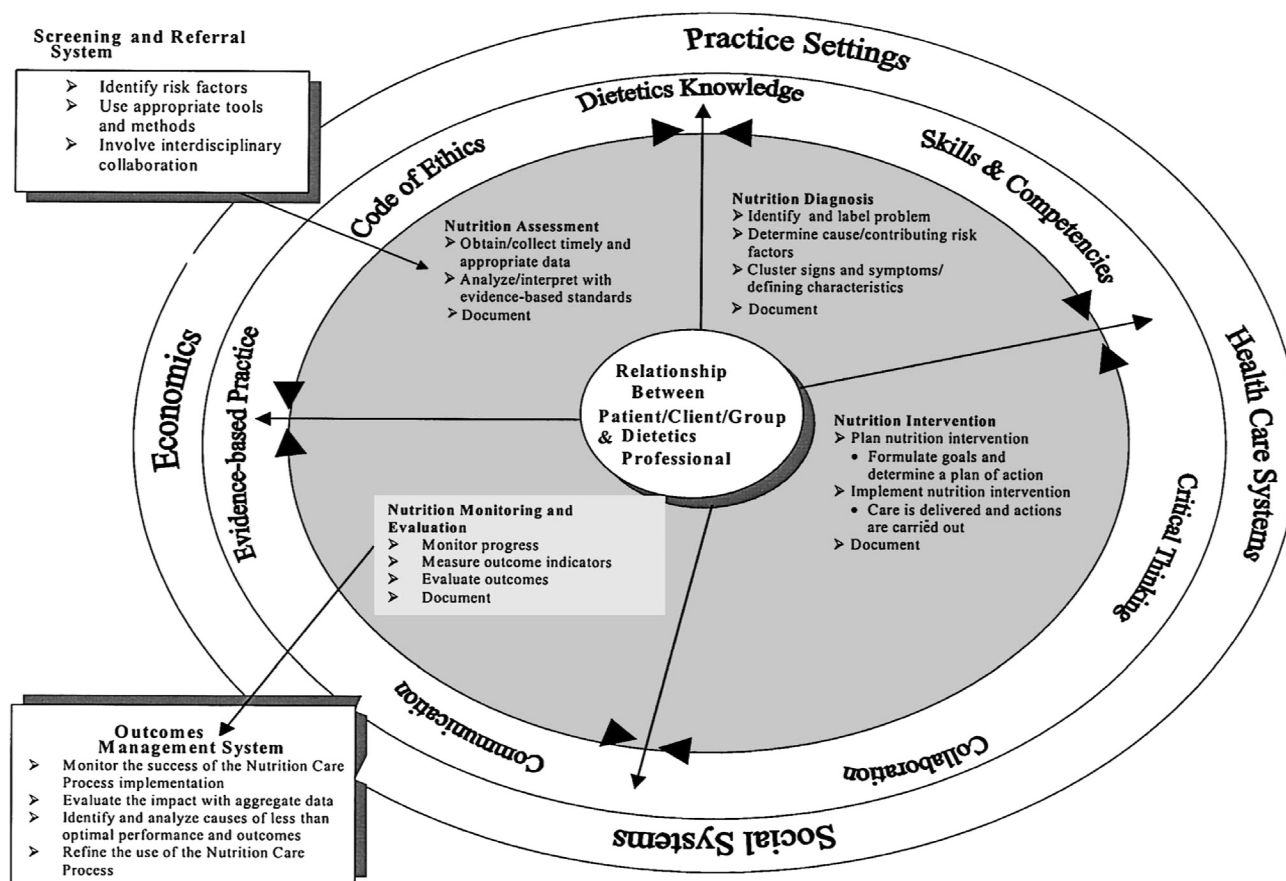 Screening and Referral
System
➢ Identify risk factors
➢ Use appropriate tools
and methods
➢ Involve interdisciplinary
collaboration
Practice Settings
Dietetics Knowledge
Code of Ethics
Skills & Competencies
Nutrition Assessment
➢ Obtain/collect timely and
appropriate data
➢ Analyze/interpret with
evidence-based standards
➢ Document
Nutrition Diagnosis
➢ Identify and label problem
➢ Determine cause/contributing risk
factors
➢ Cluster signs and symptoms/
defining characteristics
➢ Document
Economics
Evidence-based Practice
Relationship
Between
Patient/Client/Group
& Dietetics
Professional
Health Care Systems
Critical Thinking
Nutrition Intervention
➢ Plan nutrition intervention
• Formulate goals and
determine a plan of action
➢ Implement nutrition intervention
• Care is delivered and actions
are carried out
➢ Document
Nutrition Monitoring and
Evaluation
➢ Monitor progress
➢ Measure outcome indicators
➢ Evaluate outcomes
➢ Document
Communication
Collaboration
Social Systems
Outcomes
Management System
➢ Monitor the success of the Nutrition Care
Process implementation
➢ Evaluate the impact with aggregate data
➢ Identify and analyze causes of less than
optimal performance and outcomes
➢ Refine the use of the Nutrition Care
Process